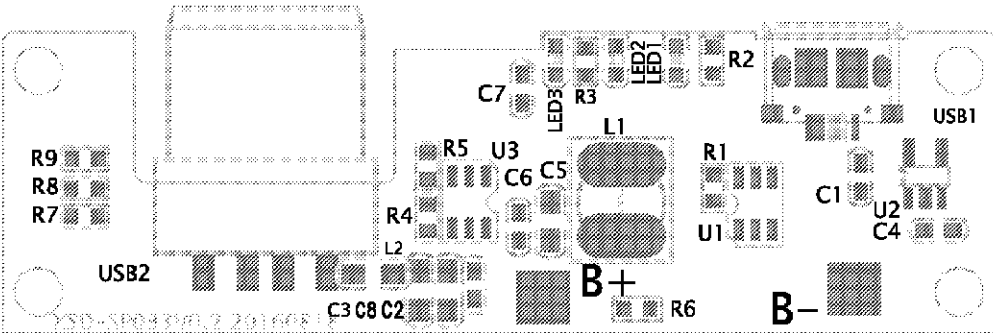 LED3
R3
LED2
LED1
R2
C7
USB1
L1
R9
R5
U3
R1
R8
C6
C5
C1
R7
R4
U1
U2
C4
L2
USB2
B+
C3 C8 C2
R6
B-